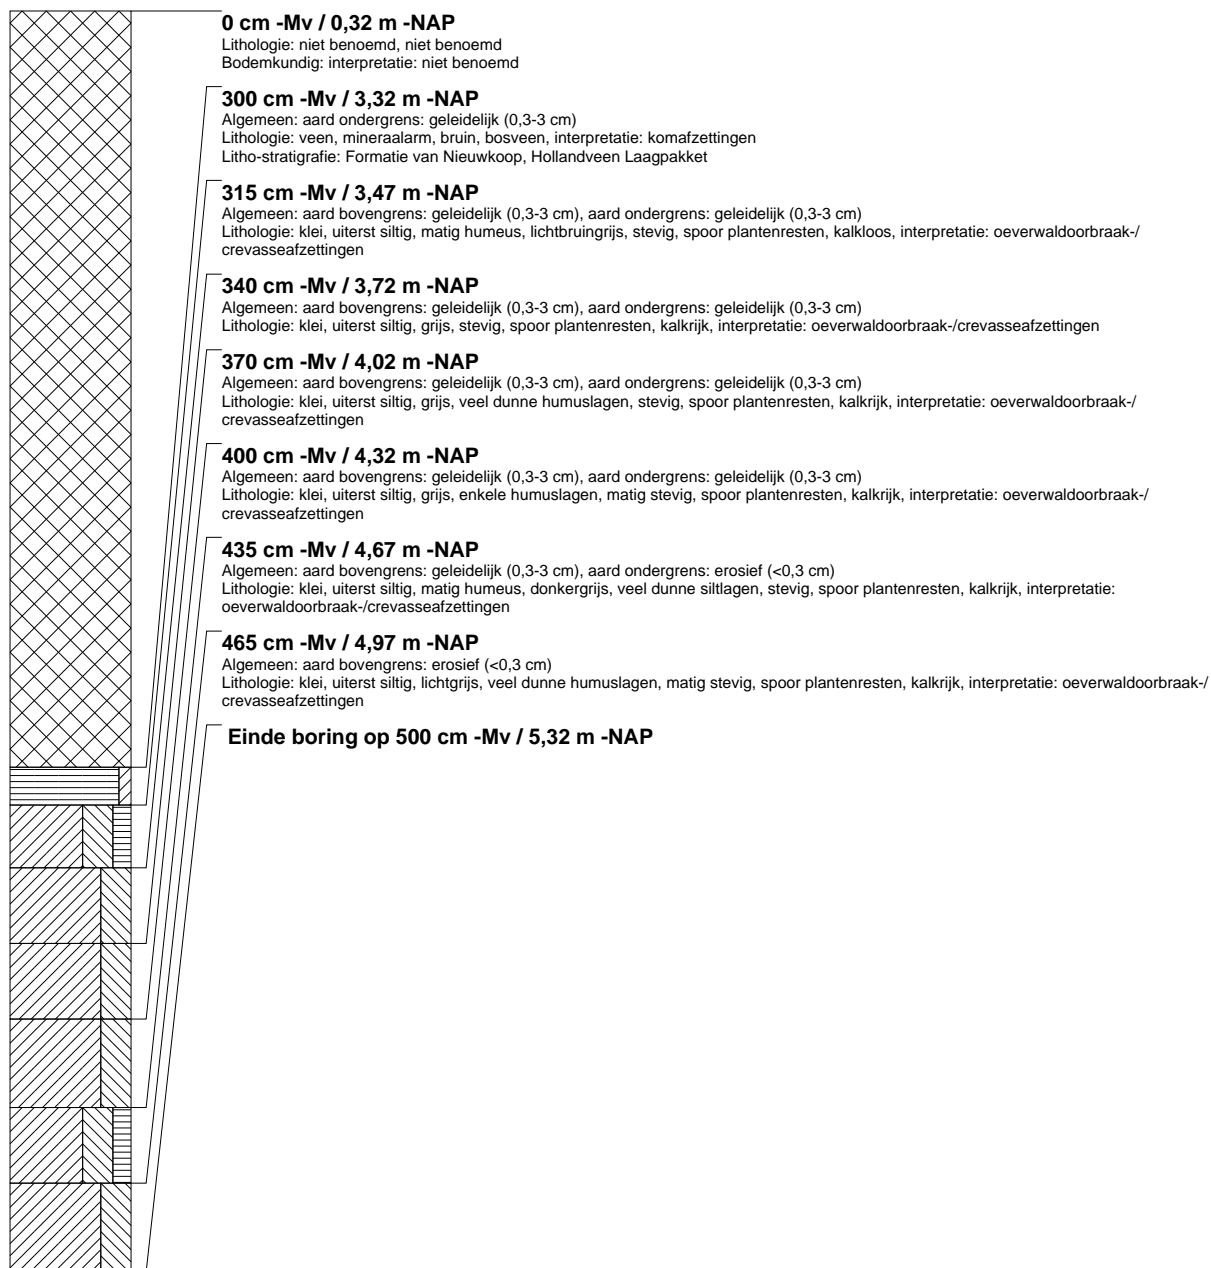 0 cm -Mv / 0,32 m -NAP
Lithologie: niet benoemd, niet benoemd
Bodemkundig: interpretatie: niet benoemd
300 cm -Mv / 3,32 m -NAP
Algemeen: aard ondergrens: geleidelijk (0,3-3 cm)
Lithologie: veen, mineraalarm, bruin, bosveen, interpretatie: komafzettingen
Litho-stratigrafie: Formatie van Nieuwkoop, Hollandveen Laagpakket
315 cm -Mv / 3,47 m -NAP
Algemeen: aard bovengrens: geleidelijk (0,3-3 cm), aard ondergrens: geleidelijk (0,3-3 cm)
Lithologie: klei, uiterst siltig, matig humeus, lichtbruingrijs, stevig, spoor plantenresten, kalkloos, interpretatie: oeverwaldoorbraak-/
crevasseafzettingen
340 cm -Mv / 3,72 m -NAP
Algemeen: aard bovengrens: geleidelijk (0,3-3 cm), aard ondergrens: geleidelijk (0,3-3 cm)
Lithologie: klei, uiterst siltig, grijs, stevig, spoor plantenresten, kalkrijk, interpretatie: oeverwaldoorbraak-/crevasseafzettingen
370 cm -Mv / 4,02 m -NAP
Algemeen: aard bovengrens: geleidelijk (0,3-3 cm), aard ondergrens: geleidelijk (0,3-3 cm)
Lithologie: klei, uiterst siltig, grijs, veel dunne humuslagen, stevig, spoor plantenresten, kalkrijk, interpretatie: oeverwaldoorbraak-/
crevasseafzettingen
400 cm -Mv / 4,32 m -NAP
Algemeen: aard bovengrens: geleidelijk (0,3-3 cm), aard ondergrens: geleidelijk (0,3-3 cm)
Lithologie: klei, uiterst siltig, grijs, enkele humuslagen, matig stevig, spoor plantenresten, kalkrijk, interpretatie: oeverwaldoorbraak-/
crevasseafzettingen
435 cm -Mv / 4,67 m -NAP
Algemeen: aard bovengrens: geleidelijk (0,3-3 cm), aard ondergrens: erosief (<0,3 cm)
Lithologie: klei, uiterst siltig, matig humeus, donkergrijs, veel dunne siltlagen, stevig, spoor plantenresten, kalkrijk, interpretatie:
oeverwaldoorbraak-/crevasseafzettingen
465 cm -Mv / 4,97 m -NAP
Algemeen: aard bovengrens: erosief (<0,3 cm)
Lithologie: klei, uiterst siltig, lichtgrijs, veel dunne humuslagen, matig stevig, spoor plantenresten, kalkrijk, interpretatie: oeverwaldoorbraak-/
crevasseafzettingen
Einde boring op 500 cm -Mv / 5,32 m -NAP